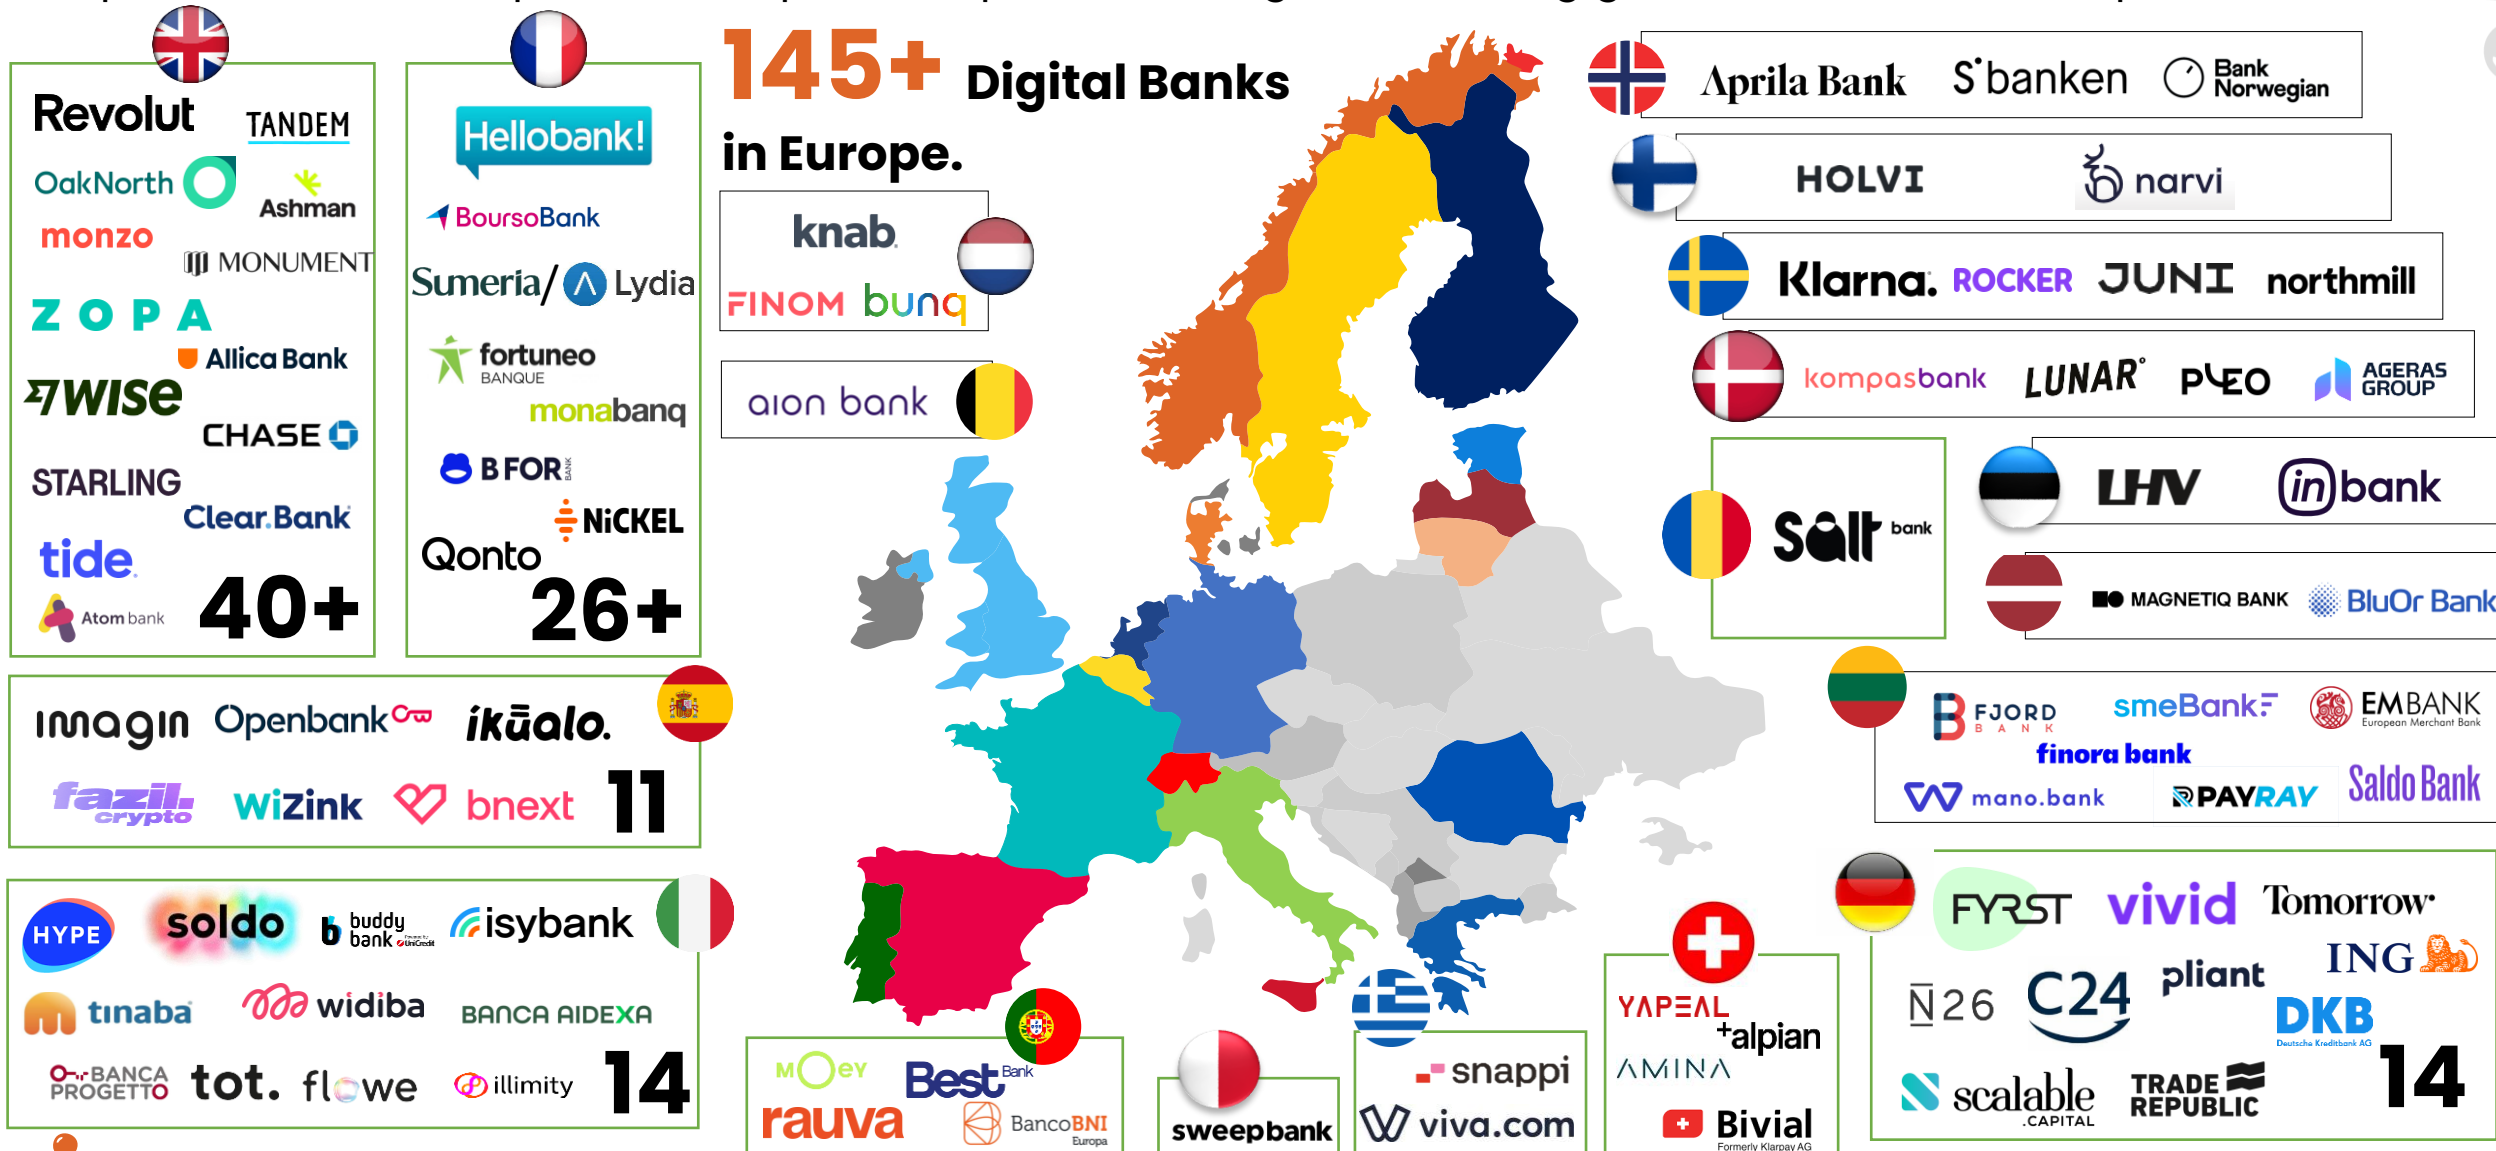 145+ Digital Banks
in Europe.
Revolut
TANDEM
OakNorth
Ashman
monzo
MONUMENT
ZOPA
Allica Bank
WISE
CHASE
STARLING
Clear.Bank
tide
Atom bank
40+
Hellobank!
BoursoBank
Sumeria/ Lydia
fortuneo
BANQUE
monabanq
B FOR BANK
NiCKEL
Qonto
26+
knab.
FINOM bunq
aion bank
imagin Openbank ikualo.
fazil.
crypto
WiZink bnext 11
HYPE soldo buddy
bank Powered by UniCredit
isybank
tinaba widiba BANCA AIDEXA
BANCA
PROGETTO
tot. flowe illimity 14
MOEY Best Bank
rauva BancoBNI
Europa
sweepbank
snappi
viva.com
YAPEAL
+alpian
AMINA
Bivial
Formerly Klarpay AG
Aprila Bank S'banken Bank
Norwegian
HOLVI narvi
Klarna. ROCKER JUNI northmill
kompasbank LUNAR° PLEO AGERAS
GROUP
Salt bank
LHV inbank
MAGNETIQ BANK BluOr Bank
FJORD
BANK
smeBank EMBANK
European Merchant Bank
finora bank
mano.bank PAYRAY Saldo Bank
FYRST vivid Tomorrow
ING
N26 C24 pliant
DKB
Deutsche Kreditbank AG
scalable
.CAPITAL
TRADE
REPUBLIC
14